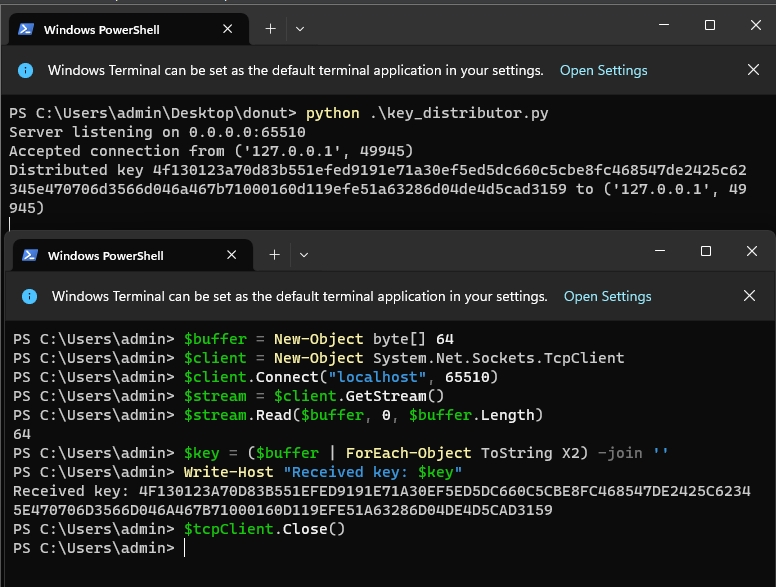 Windows PowerShell
Windows Terminal can be set as the default terminal application in your settings. Open Settings
PS C:\Users\admin\Desktop\donut> python .\key_distributor.py
Server listening on 0.0.0.0:65510
Accepted connection from ('127.0.0.1', 49945)
Distributed key 4f130123a70d83b551efed9191e71a30ef5ed5dc660c5cbe8fc468547de2425c62
345e470706d3566d046a467b71000160d119efe51a63286d04de4d5cad3159 to ('127.0.0.1', 49
945)
Windows PowerShell
Windows Terminal can be set as the default terminal application in your settings. Open Settings
PS C:\Users\admin> $buffer = New-Object byte[] 64
PS C:\Users\admin> $client = New-Object System.Net.Sockets.TcpClient
PS C:\Users\admin> $client.Connect("localhost", 65510)
PS C:\Users\admin> $stream = $client.GetStream()
PS C:\Users\admin> $stream.Read($buffer, 0, $buffer.Length)
64
PS C:\Users\admin> $key = ($buffer | ForEach-Object ToString X2) -join ''
PS C:\Users\admin> Write-Host "Received key: $key"
Received key: 4F130123A70D83B551EFED9191E71A30EF5ED5DC660C5CBE8FC468547DE2425C6234
5E470706D3566D046A467B71000160D119EFE51A63286D04DE4D5CAD3159
PS C:\Users\admin> $tcpClient.Close()
PS C:\Users\admin>